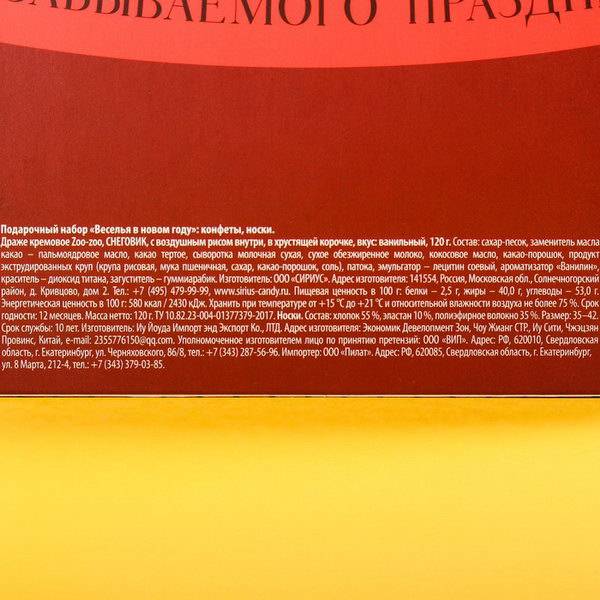 ЗАБЫВАЕМОГО ПРАЗДН
Подарочный набор «Веселья в новом году»: конфеты, носки.
Драже кремовое Zoo-zoo, СНЕГОВИК, с воздушным рисом внутри, в хрустящей корочке, вкус: ванильный, 120 г. Состав: сахар-песок, заменитель масла
какао – пальмоядровое масло, какао тертое, сыворотка молочная сухая, сухое обезжиренное молоко, кокосовое масло, какао-порошок, продукт
экструдированных круп (крупа рисовая, мука пшеничная, сахар, какао-порошок, соль), патока, эмульгатор – лецитин соевый, ароматизатор «Ванилин»,
краситель – диоксид титана, загуститель – гуммиарабик. Изготовитель: ООО «СИРИУС». Адрес изготовителя: 141554, Россия, Московская обл., Солнечногорский
район, д. Кривцово, дом 2. Тел.: +7 (495) 479-99-99, www.sirius-candy.ru. Пищевая ценность в 100 г: белки – 2,5 г, жиры – 40,0 г, углеводы – 53,0 г.
Энергетическая ценность в 100 г: 580 ккал / 2430 кДж. Хранить при температуре от +15 °С до +21 °С и относительной влажности воздуха не более 75 %. Срок
годности: 12 месяцев. Масса нетто: 120 г. ТУ 10.82.23-004-01377379-2017. Носки. Состав: хлопок 55 %, эластан 10 %, полиэфирное волокно 35 %. Размер: 35–42.
Срок службы: 10 лет. Изготовитель: Иу Йоуда Импорт энд Экспорт Ко., ЛТД. Адрес изготовителя: Экономик Девелопмент Зон, Чоу Жианг СТР., Иу Сити, Чжэцзян
Провинс, Китай, e-mail: 2355776150@qq.com. Уполномоченное изготовителем лицо по принятию претензий: ООО «ВИП». Адрес: РФ, 620010, Свердловская
область, г. Екатеринбург, ул. Черняховского, 86/8, тел.: +7 (343) 287-56-96. Импортер: ООО «Пилат». Адрес: РФ, 620085, Свердловская область, г. Екатеринбург,
ул. 8 Марта, 212-4, тел.: +7 (343) 379-03-85.